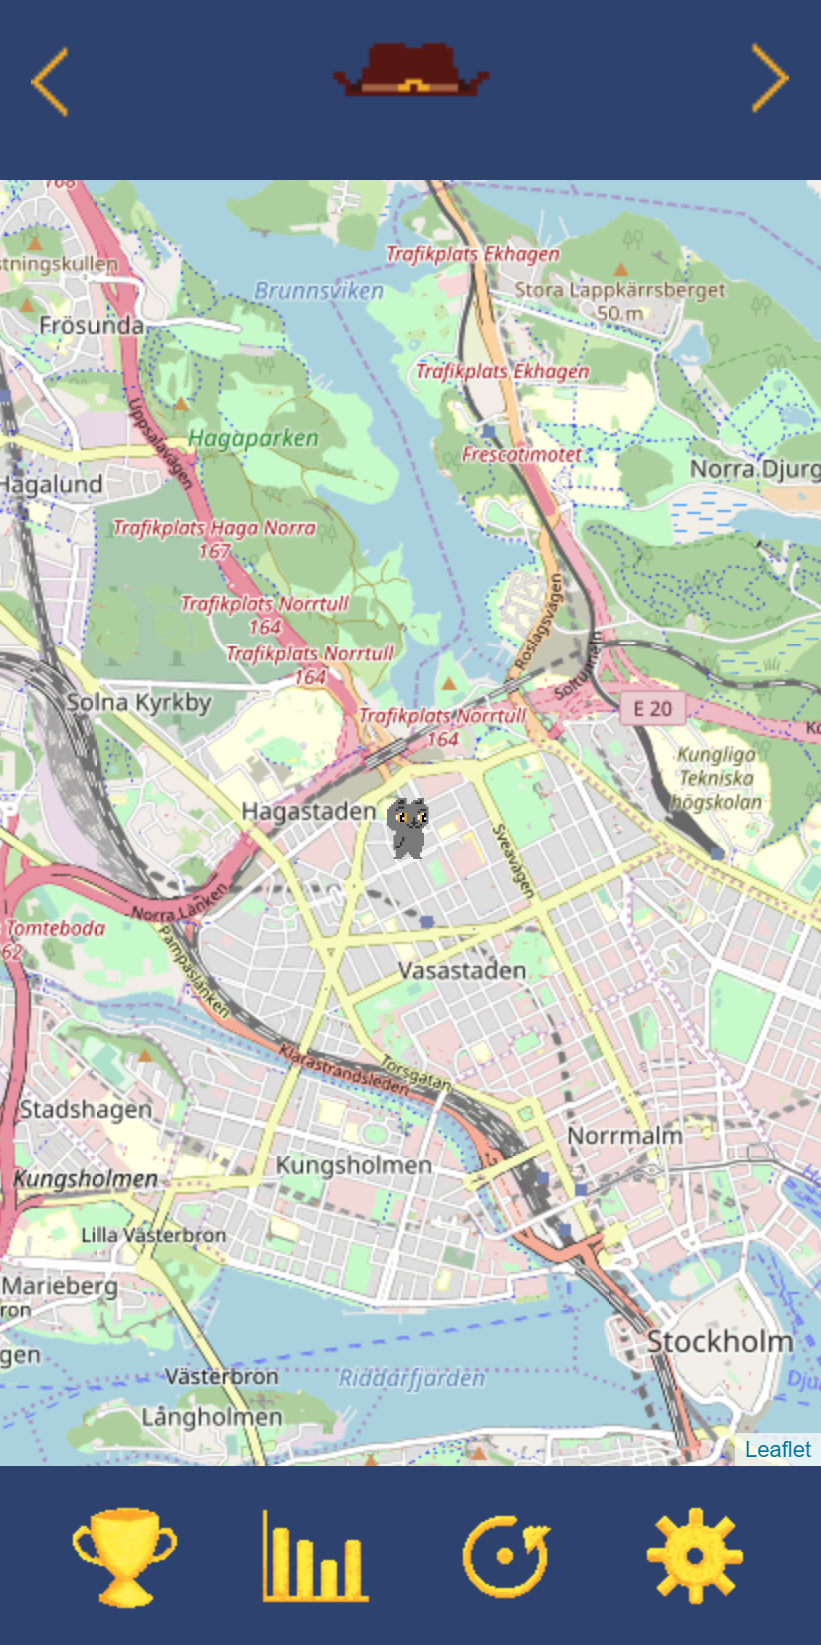 168
Trafikplats Ekhagen
stningskullen
Brunnsviken
Stora Lappkärrsberget
50 m
Frösunda
Trafikplats Ekhagen
Uppsalavägen
Hagaparken
Frescatimotet
Norra Djurg
Hagalund
Trafikplats Haga Norra
167
Trafikplats Norrtull
164
Roslagsvägen
Trafikplats Norrtull
164
Solna Kyrkby
E 20
Trafikplats Norrtull
164
Kungliga
Tekniska
högskolan
Hagastaden
Sveavägen
Norra Länken
Tomteboda
62
Pampaslänken
Vasastaden
Klarastrandsleden
Torsgatan
Stadshagen
Norrmalm
Kungsholmen
Kungsholmen
Lilla Västerbron
Marieberg
ron
Stockholm
gen
Västerbron
Riddarfjärden
Djur
Långholmen
Leaflet